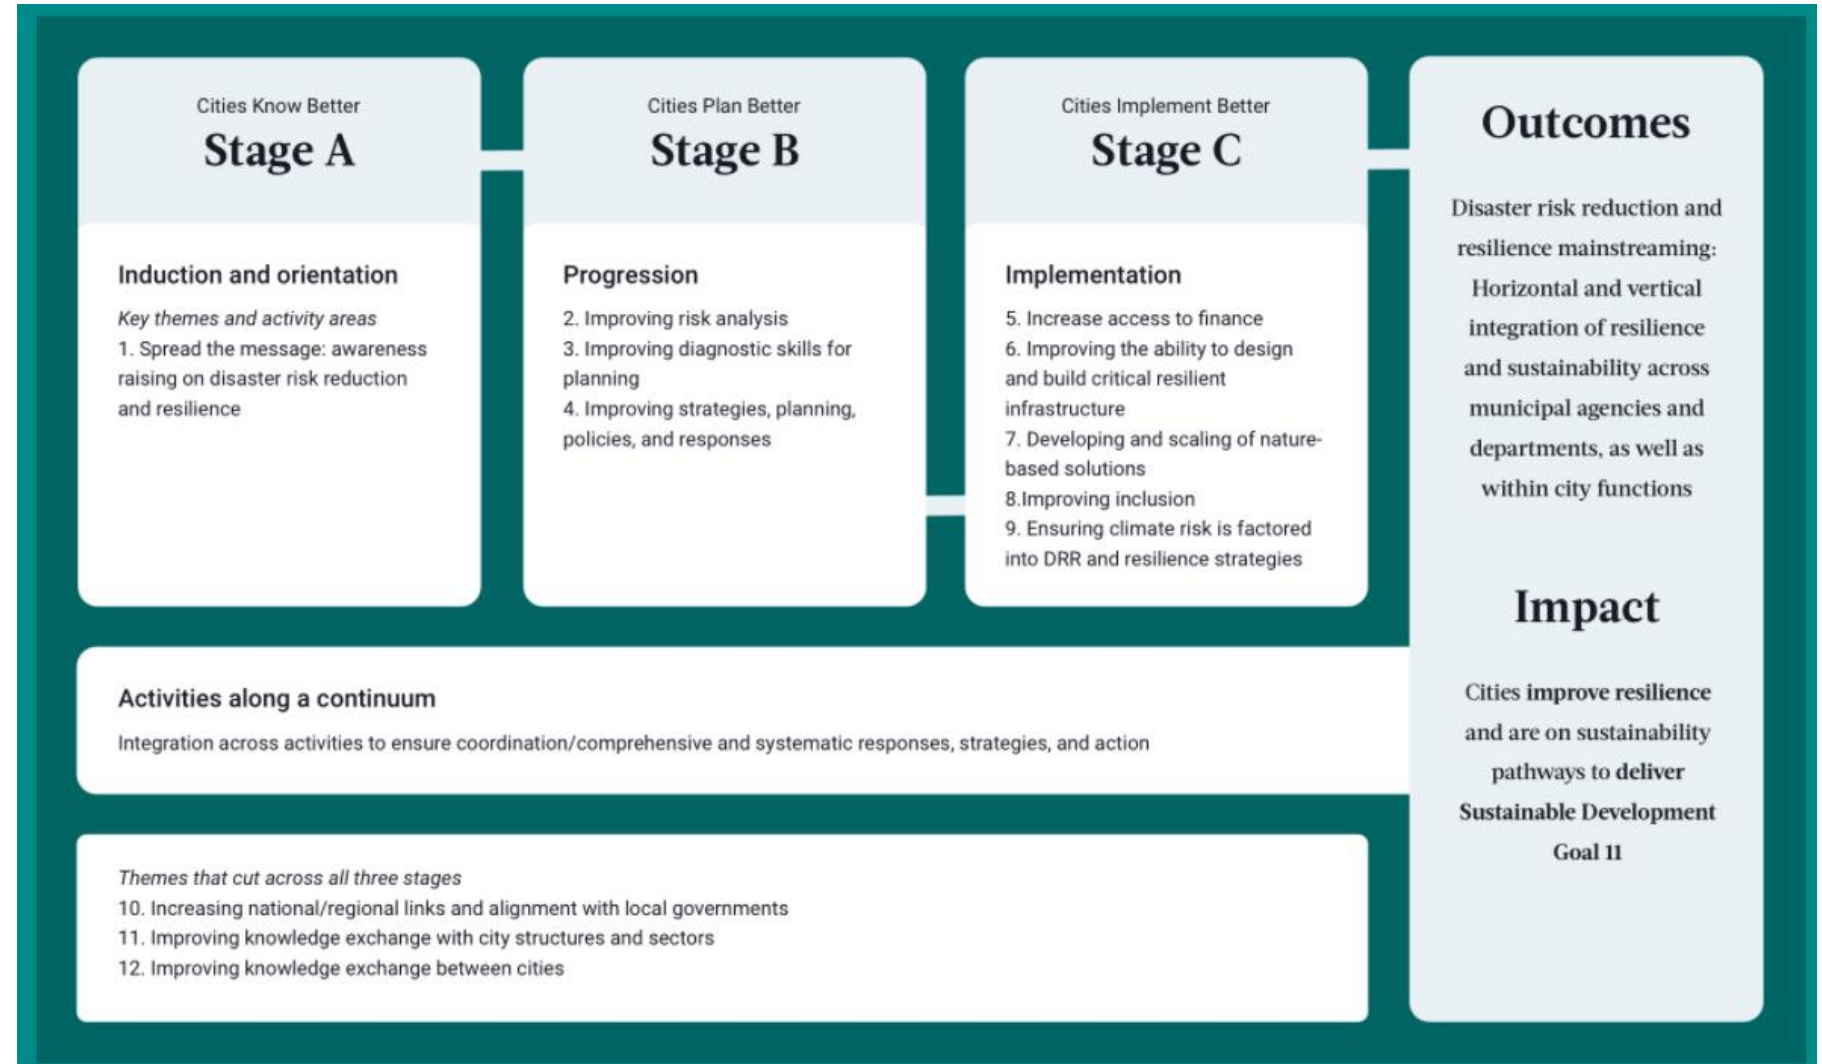 Cities Know Better
Stage A
Induction and orientation
Key themes and activity areas
1. Spread the message: awareness
raising on disaster risk reduction
and resilience
Cities Plan Better
Stage B
Progression
2. Improving risk analysis
3. Improving diagnostic skills for
planning
4. Improving strategies, planning,
policies, and responses
Cities Implement Better
Stage C
Implementation
5. Increase access to finance
6. Improving the ability to design
and build critical resilient
infrastructure
7. Developing and scaling of nature-
based solutions
8.Improving inclusion
9. Ensuring climate risk is factored
into DRR and resilience strategies
Activities along a continuum
Integration across activities to ensure coordination/comprehensive and systematic responses, strategies, and action
Themes that cut across all three stages
10. Increasing national/regional links and alignment with local governments
11. Improving knowledge exchange with city structures and sectors
12. Improving knowledge exchange between cities
Outcomes
Disaster risk reduction and
resilience mainstreaming:
Horizontal and vertical
integration of resilience
and sustainability across
municipal agencies and
departments, as well as
within city functions
Impact
Cities improve resilience
and are on sustainability
pathways to deliver
Sustainable Development
Goal 11